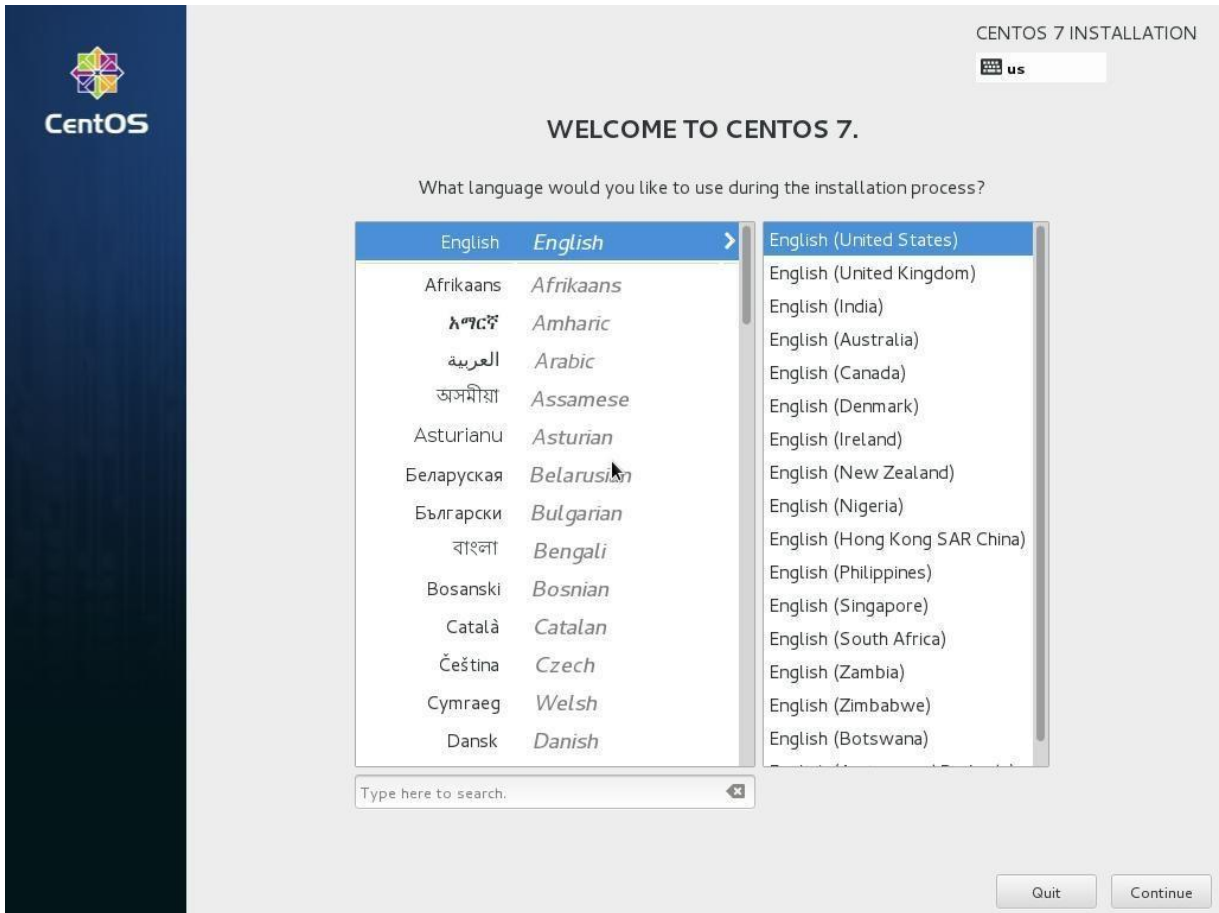 CentOS
CENTOS 7 INSTALLATION
us
WELCOME TO CENTOS 7.
What language would you like to use during the installation process?
English English
Afrikaans Afrikaans
አማርኛ Amharic
العربية Arabic
অসমীয়া Assamese
Asturianu Asturian
Беларуская Belarusian
Български Bulgarian
বাংলা Bengali
Bosanski Bosnian
Català Catalan
Čeština Czech
Cymraeg Welsh
Dansk Danish
Type here to search.
English (United States)
English (United Kingdom)
English (India)
English (Australia)
English (Canada)
English (Denmark)
English (Ireland)
English (New Zealand)
English (Nigeria)
English (Hong Kong SAR China)
English (Philippines)
English (Singapore)
English (South Africa)
English (Zambia)
English (Zimbabwe)
English (Botswana)
Quit
Continue